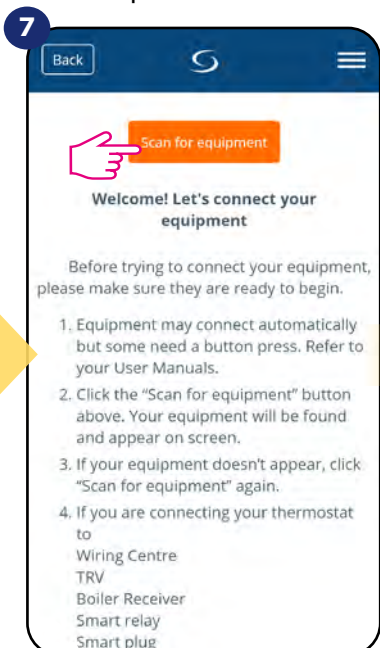 7
Back
Scan for equipment
Welcome! Let's connect your
equipment
Before trying to connect your equipment,
please make sure they are ready to begin.
1. Equipment may connect automatically
but some need a button press. Refer to
your User Manuals.
2. Click the “Scan for equipment” button
above. Your equipment will be found
and appear on screen.
3. If your equipment doesn't appear, click
“Scan for equipment” again.
4. If you are connecting your thermostat
to
Wiring Centre
TRV
Boiler Receiver
Smart relay
Smart plug